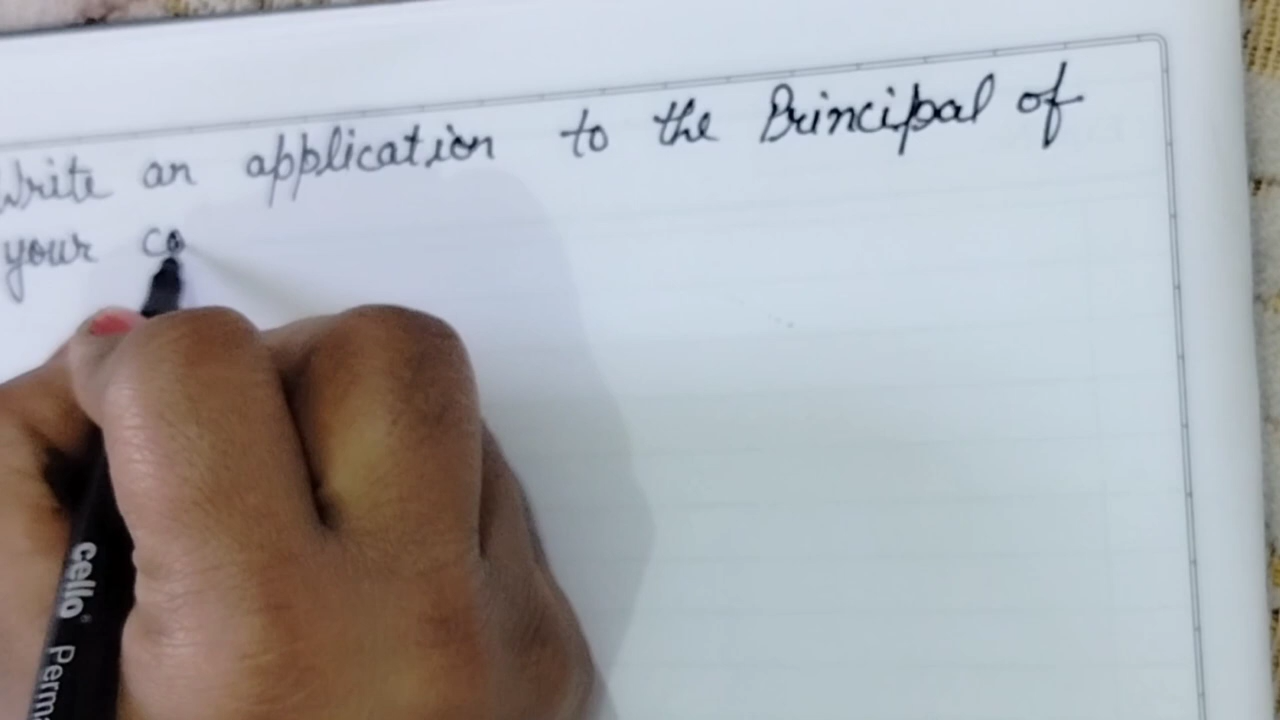 Write an application to the Principal of
your co
cello
Perma